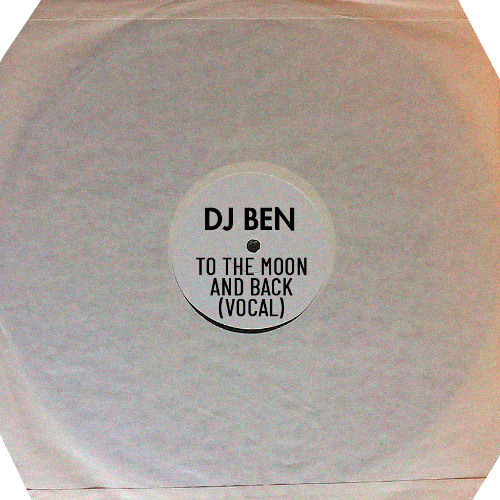 DJ BEN
TO THE MOON
AND BACK
(VOCAL)